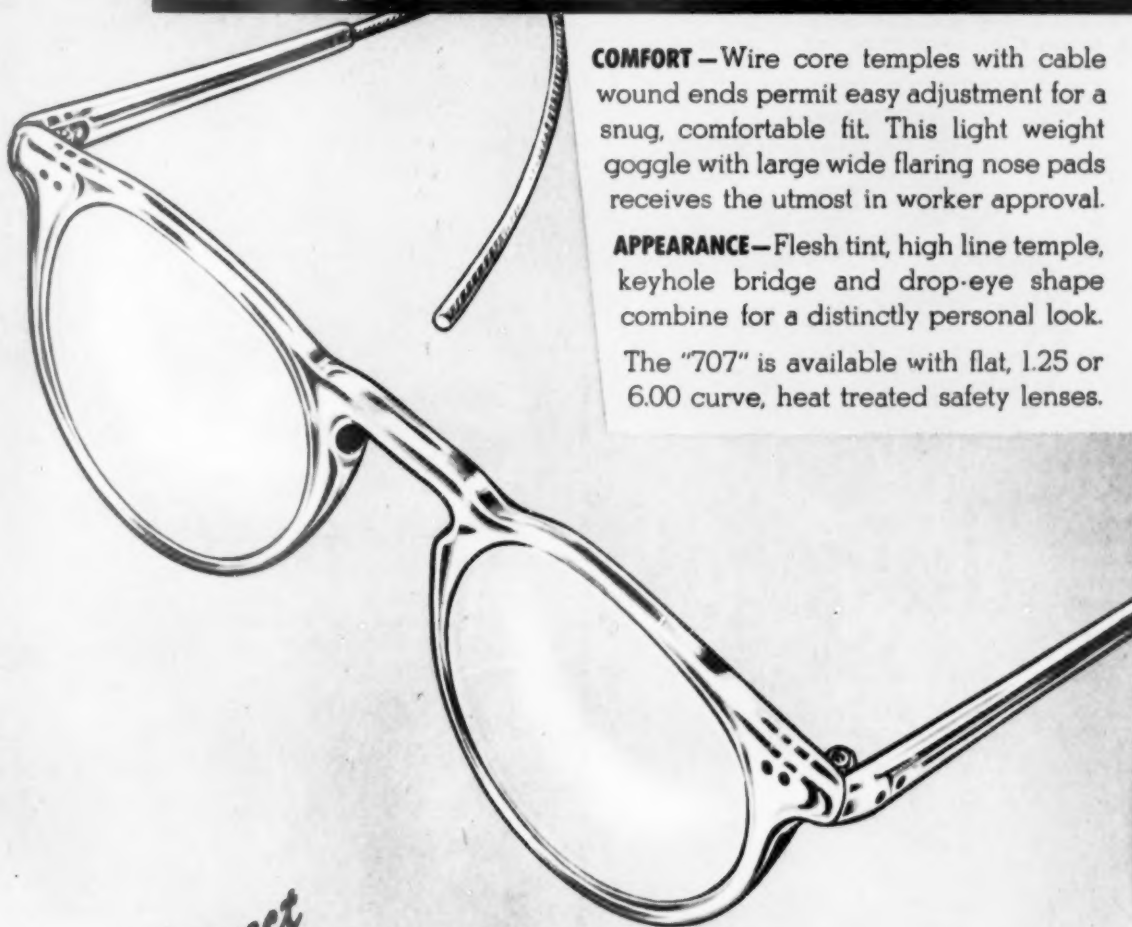 COMFORT—Wire core temples with cable
wound ends permit easy adjustment for a
snug, comfortable fit. This light weight
goggle with large wide flaring nose pads
receives the utmost in worker approval.
APPEARANCE—Flesh tint, high line temple,
keyhole bridge and drop-eye shape
combine for a distinctly personal look.
The "707" is available with flat, 1.25 or
6.00 curve, heat treated safety lenses.